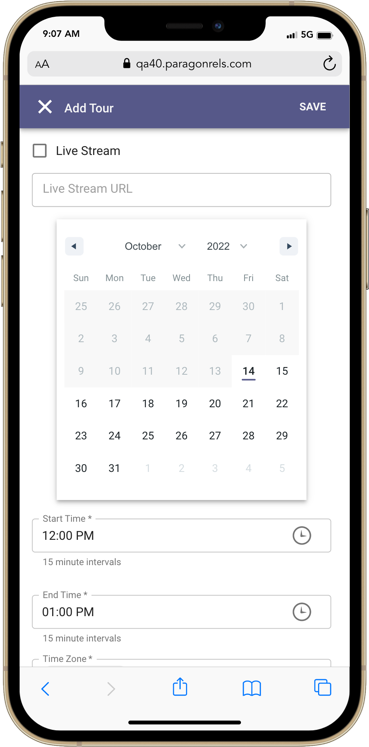 9:07 AM 5G
AA qa40.paragonrels.com
Add Tour SAVE
Live Stream
Live Stream URL
October 2022
Sun Mon Tue Wed Thu Fri Sat
25 26 27 28 29 30 1
2 3 4 5 6 7 8
9 10 11 12 13 14 15
16 17 18 19 20 21 22
23 24 25 26 27 28 29
30 31 1 2 3 4 5
Start Time *
12:00 PM
15 minute intervals
End Time *
01:00 PM
15 minute intervals
Time Zone *